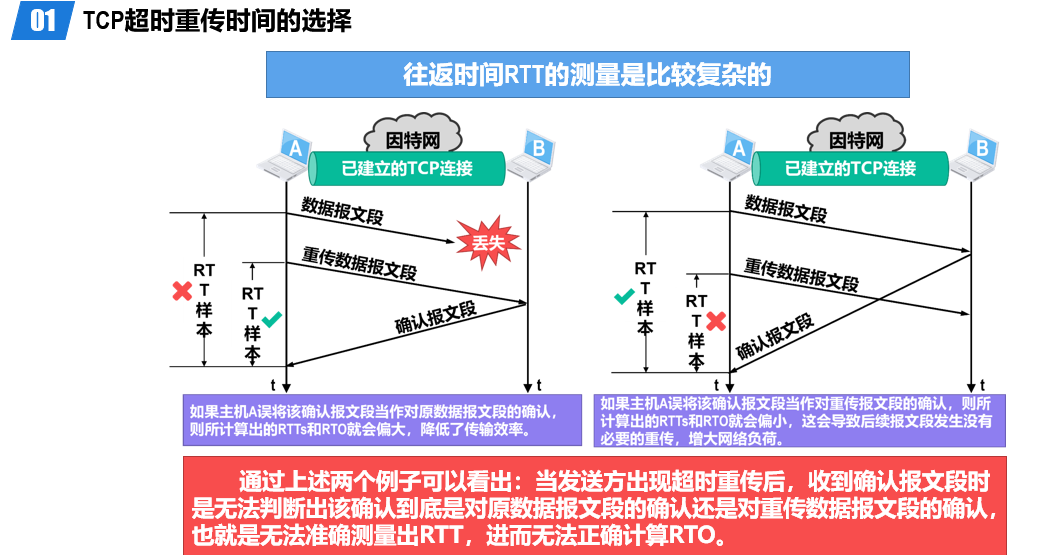 01 TCP超时重传时间的选择
往返时间RTT的测量是比较复杂的
因特网
A
B
已建立的TCP连接
数据报文段
丢失
重传数据报文段
RT
T
样
本
RT
T
样
本
确认报文段
t
t
如果主机A误将该确认报文段当作对原数据报文段的确认，
则所计算出的RTTs和RTO就会偏大，降低了传输效率。
因特网
A
B
已建立的TCP连接
数据报文段
重传数据报文段
RT
T
样
本
RT
T
样
本
确认报文段
t
t
如果主机A误将该确认报文段当作对重传报文段的确认，则所
计算出的RTTs和RTO就会偏小，这会导致后续报文段发生没有
必要的重传，增大网络负荷。
通过上述两个例子可以看出：当发送方出现超时重传后，收到确认报文段时
是无法判断出该确认到底是对原数据报文段的确认还是对重传数据报文段的确认，
也就是无法准确测量出RTT，进而无法正确计算RTO。